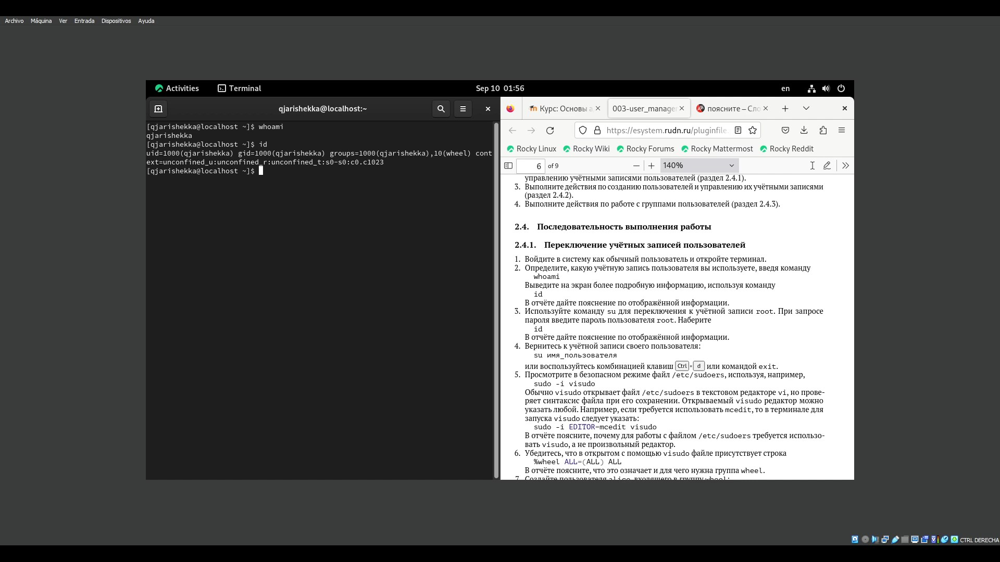 Archivo Máquina Ver Entrada Dispositivos Ayuda
Activities Terminal Sep 10 01:56 en
qjarishekka@localhost:~
[qjarishekka@localhost ~]$ whoami
qjarishekka
[qjarishekka@localhost ~]$ id
uid=1000(qjarishekka) gid=1000(qjarishekka) groups=1000(qjarishekka),10(wheel) cont
ext=unconfined_u:unconfined_r:unconfined_t:s0-s0:c0.c1023
[qjarishekka@localhost ~]$
Курс: Основы а 003-user_manager поясните – Сло
https://esystem.rudn.ru/pluginfile.
Rocky Linux Rocky Wiki Rocky Forums Rocky Mattermost Rocky Reddit
6 of 9 140%
управлению учётными записями пользователей (раздел 2.4.1).
3. Выполните действия по созданию пользователей и управлению их учётными записями
(раздел 2.4.2).
4. Выполните действия по работе с группами пользователей (раздел 2.4.3).
2.4. Последовательность выполнения работы
2.4.1. Переключение учётных записей пользователей
1. Войдите в систему как обычный пользователь и откройте терминал.
2. Определите, какую учётную запись пользователя вы используете, введя команду
whoami
Выведите на экран более подробную информацию, используя команду
id
В отчёте дайте пояснение по отображённой информации.
3. Используйте команду su для переключения к учётной записи root. При запросе
пароля введите пароль пользователя root. Наберите
id
В отчёте дайте пояснение по отображённой информации.
4. Вернитесь к учётной записи своего пользователя:
su имя_пользователя
или воспользуйтесь комбинацией клавиш Ctrl + d или командой exit.
5. Просмотрите в безопасном режиме файл /etc/sudoers, используя, например,
sudo -i visudo
Обычно visudo открывает файл /etc/sudoers в текстовом редакторе vi, но прове-
ряет синтаксис файла при его сохранении. Открываемый visudo редактор можно
указать любой. Например, если требуется использовать mcedit, то в терминале для
запуска visudo следует указать:
sudo -i EDITOR=mcedit visudo
В отчёте поясните, почему для работы с файлом /etc/sudoers требуется использо-
вать visudo, а не произвольный редактор.
6. Убедитесь, что в открытом с помощью visudo файле присутствует строка
%wheel ALL=(ALL) ALL
В отчёте поясните, что это означает и для чего нужна группа wheel.
7. Создайте пользователя alice, входящего в группу wheel:
CTRL DERECHA